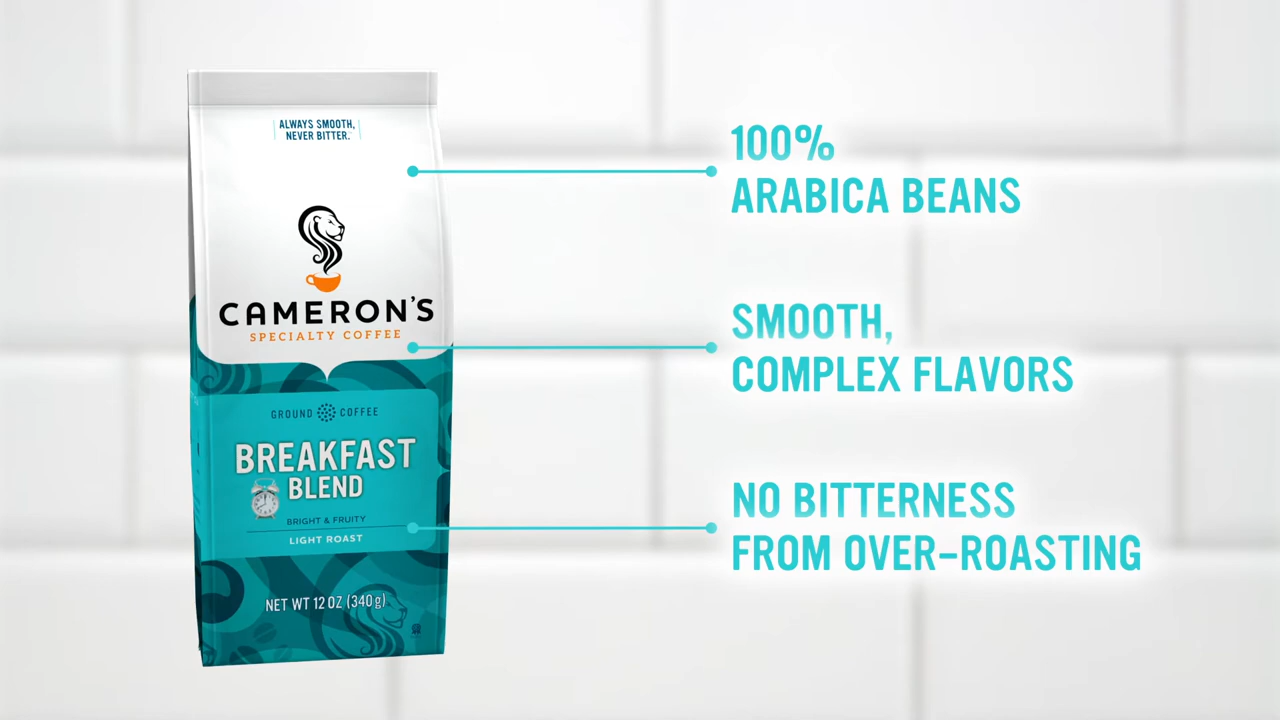 ALWAYS SMOOTH,
NEVER BITTER.
CAMERON'S
SPECIALTY COFFEE
GROUND COFFEE
BREAKFAST
BLEND
BRIGHT & FRUITY
LIGHT ROAST
NET WT 12 OZ (340g)
100%
ARABICA BEANS
SMOOTH,
COMPLEX FLAVORS
NO BITTERNESS
FROM OVER-ROASTING